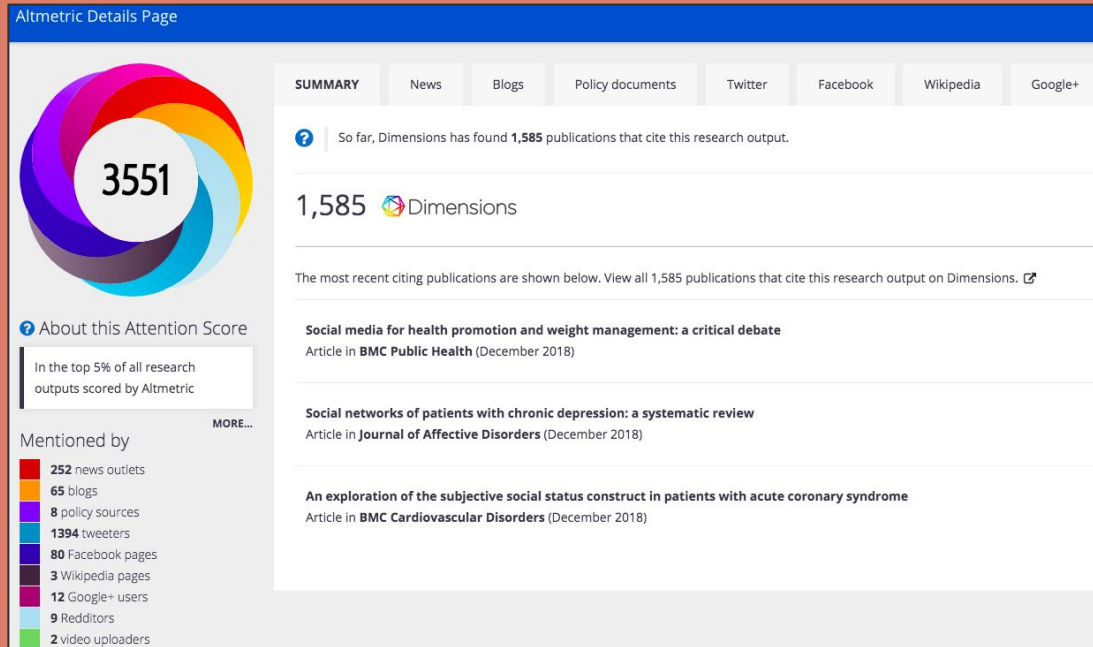 Altmetric Details Page
3551
About this Attention Score
In the top 5% of all research
outputs scored by Altmetric
MORE...
Mentioned by
252 news outlets
65 blogs
8 policy sources
1394 tweeters
80 Facebook pages
3 Wikipedia pages
12 Google+ users
9 Redditors
2 video uploaders
SUMMARY News Blogs Policy documents Twitter Facebook Wikipedia Google+
? So far, Dimensions has found 1,585 publications that cite this research output.
1,585 Dimensions
The most recent citing publications are shown below. View all 1,585 publications that cite this research output on Dimensions.
Social media for health promotion and weight management: a critical debate
Article in BMC Public Health (December 2018)
Social networks of patients with chronic depression: a systematic review
Article in Journal of Affective Disorders (December 2018)
An exploration of the subjective social status construct in patients with acute coronary syndrome
Article in BMC Cardiovascular Disorders (December 2018)